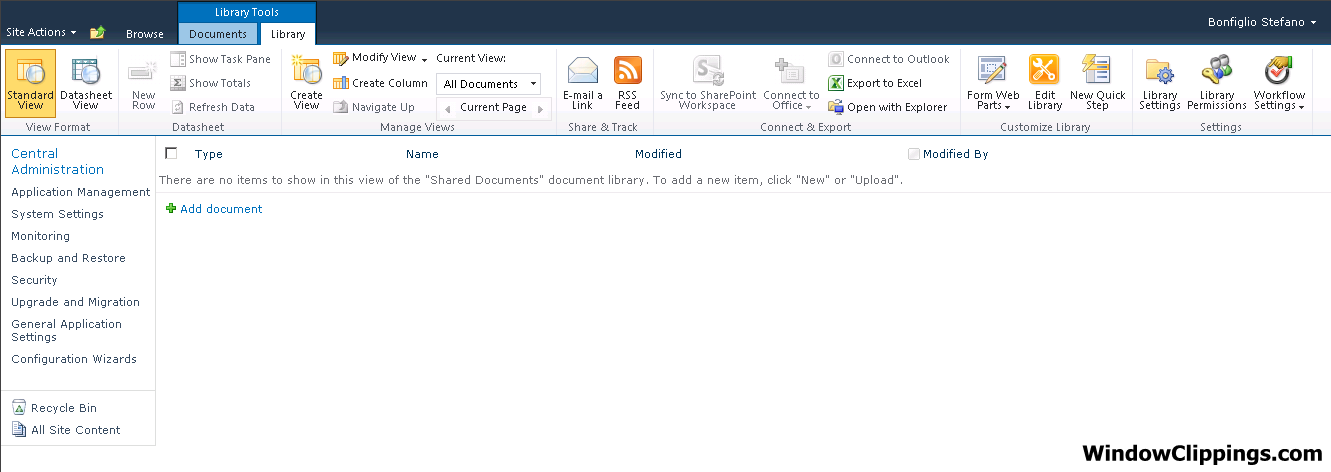 Library Tools
Site Actions
Browse
Documents
Library
Bonfiglio Stefano
Standard View
Datasheet View
View Format
New Row
Show Task Pane
Show Totals
Refresh Data
Datasheet
Create View
Modify View
Create Column
Navigate Up
Current View:
All Documents
Current Page
Manage Views
E-mail a Link
RSS Feed
Share & Track
Sync to SharePoint Workspace
Connect to Office
Connect to Outlook
Export to Excel
Open with Explorer
Connect & Export
Form Web Parts
Edit Library
New Quick Step
Customize Library
Library Settings
Library Permissions
Workflow Settings
Settings
Central
Administration
Application Management
System Settings
Monitoring
Backup and Restore
Security
Upgrade and Migration
General Application
Settings
Configuration Wizards
Recycle Bin
All Site Content
Type Name Modified Modified By
There are no items to show in this view of the "Shared Documents" document library. To add a new item, click "New" or "Upload".
Add document
WindowClippings.com